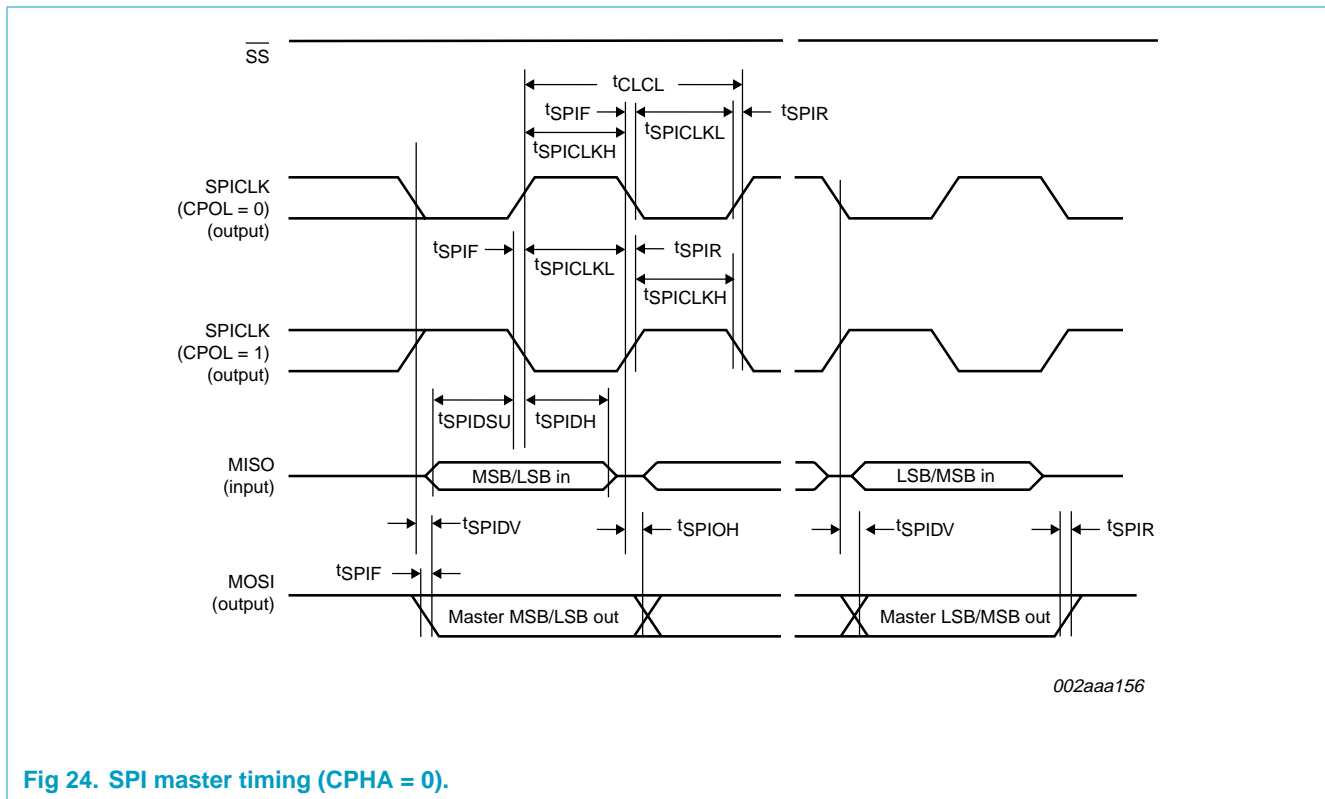 SS
tCLCL
tSPIF
tSPICLKL
tSPIR
tSPICLKH
SPICLK
(CPOL = 0)
(output)
tSPIF
tSPICLKL
tSPIR
tSPICLKH
SPICLK
(CPOL = 1)
(output)
tSPIDSU
tSPIDH
MISO
(input)
MSB/LSB in
LSB/MSB in
tSPIDV
tSPIOH
tSPIDV
tSPIR
tSPIF
MOSI
(output)
Master MSB/LSB out
Master LSB/MSB out
002aaa156
Fig 24. SPI master timing (CPHA = 0).